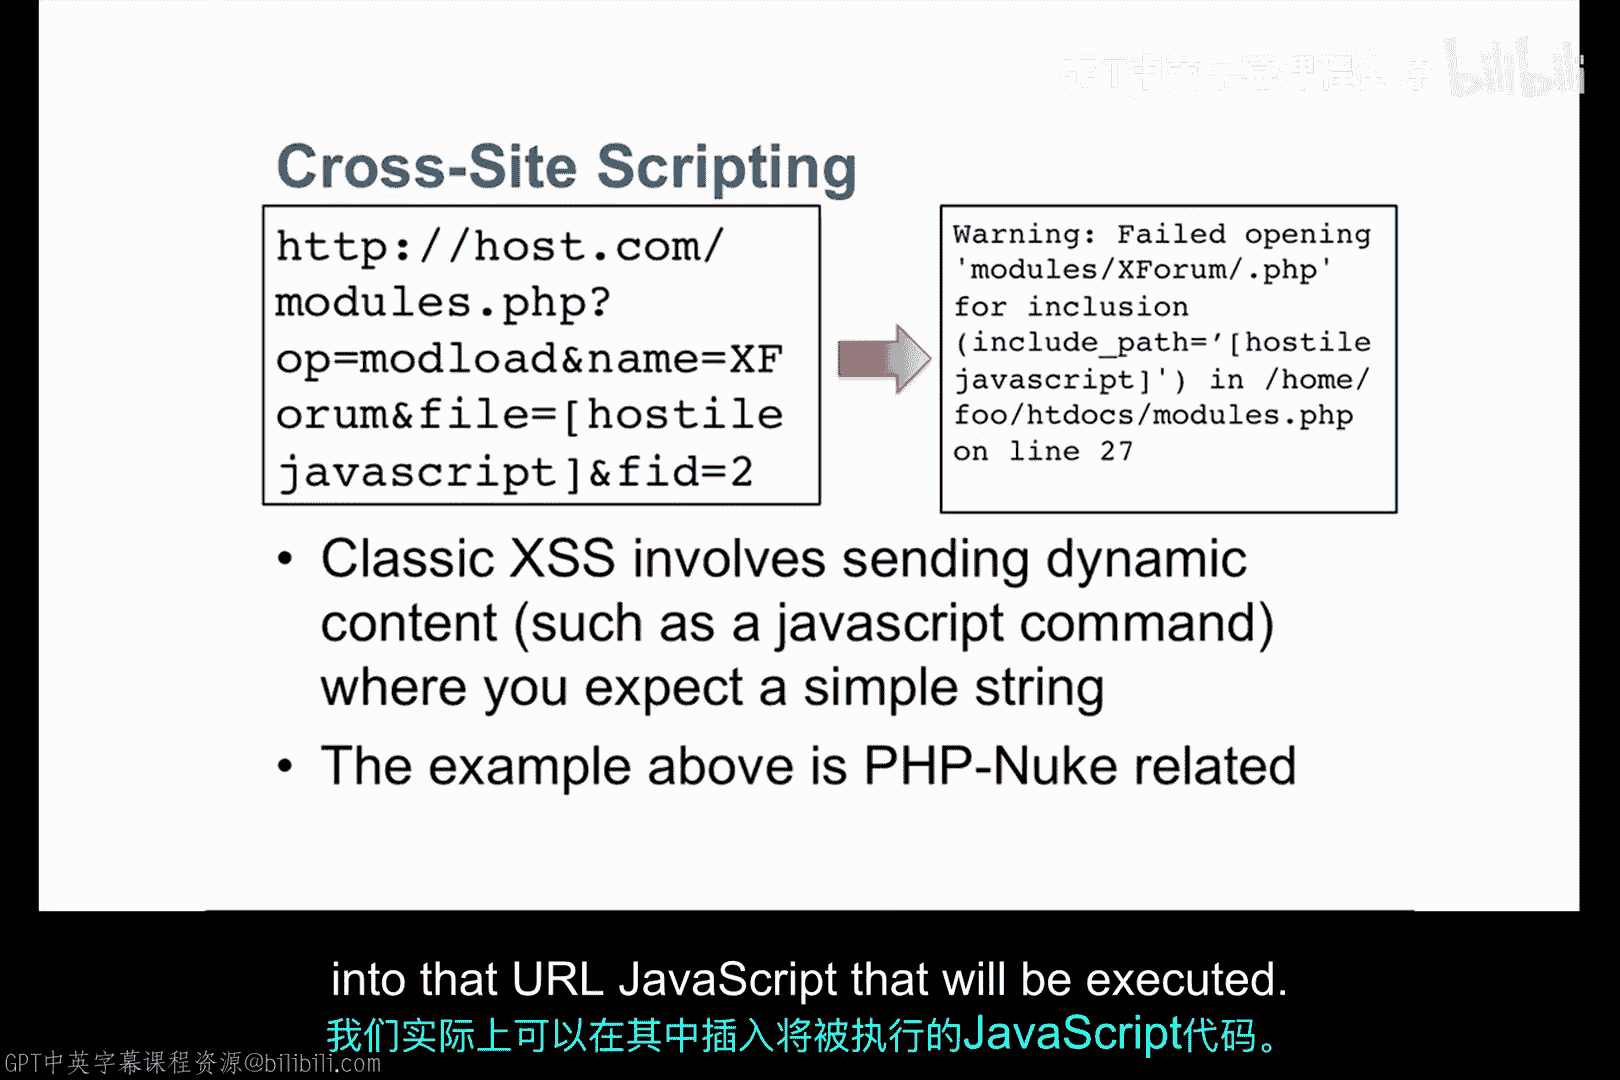 bilibili
Cross-Site Scripting
http://host.com/
modules.php?
op=modload&name=XF
orum&file=[hostile
javascript]&fid=2
Warning: Failed opening
'modules/XForum/.php'
for inclusion
(include_path=’[hostile
javascript]') in /home/
foo/htdocs/modules.php
on line 27
• Classic XSS involves sending dynamic
content (such as a javascript command)
where you expect a simple string
• The example above is PHP-Nuke related
into that URL JavaScript that will be executed.
我们实际上可以在其中插入将被执行的JavaScript代码。
GPT中英字幕课程资源@bilibili.com